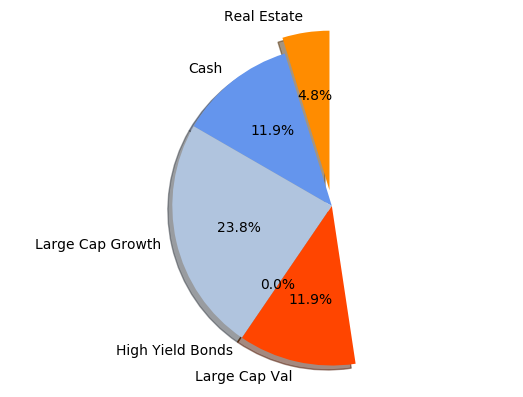 Real Estate
Cash
4.8%
11.9%
23.8%
Large Cap Growth
0.0%
11.9%
High Yield Bonds
Large Cap Val